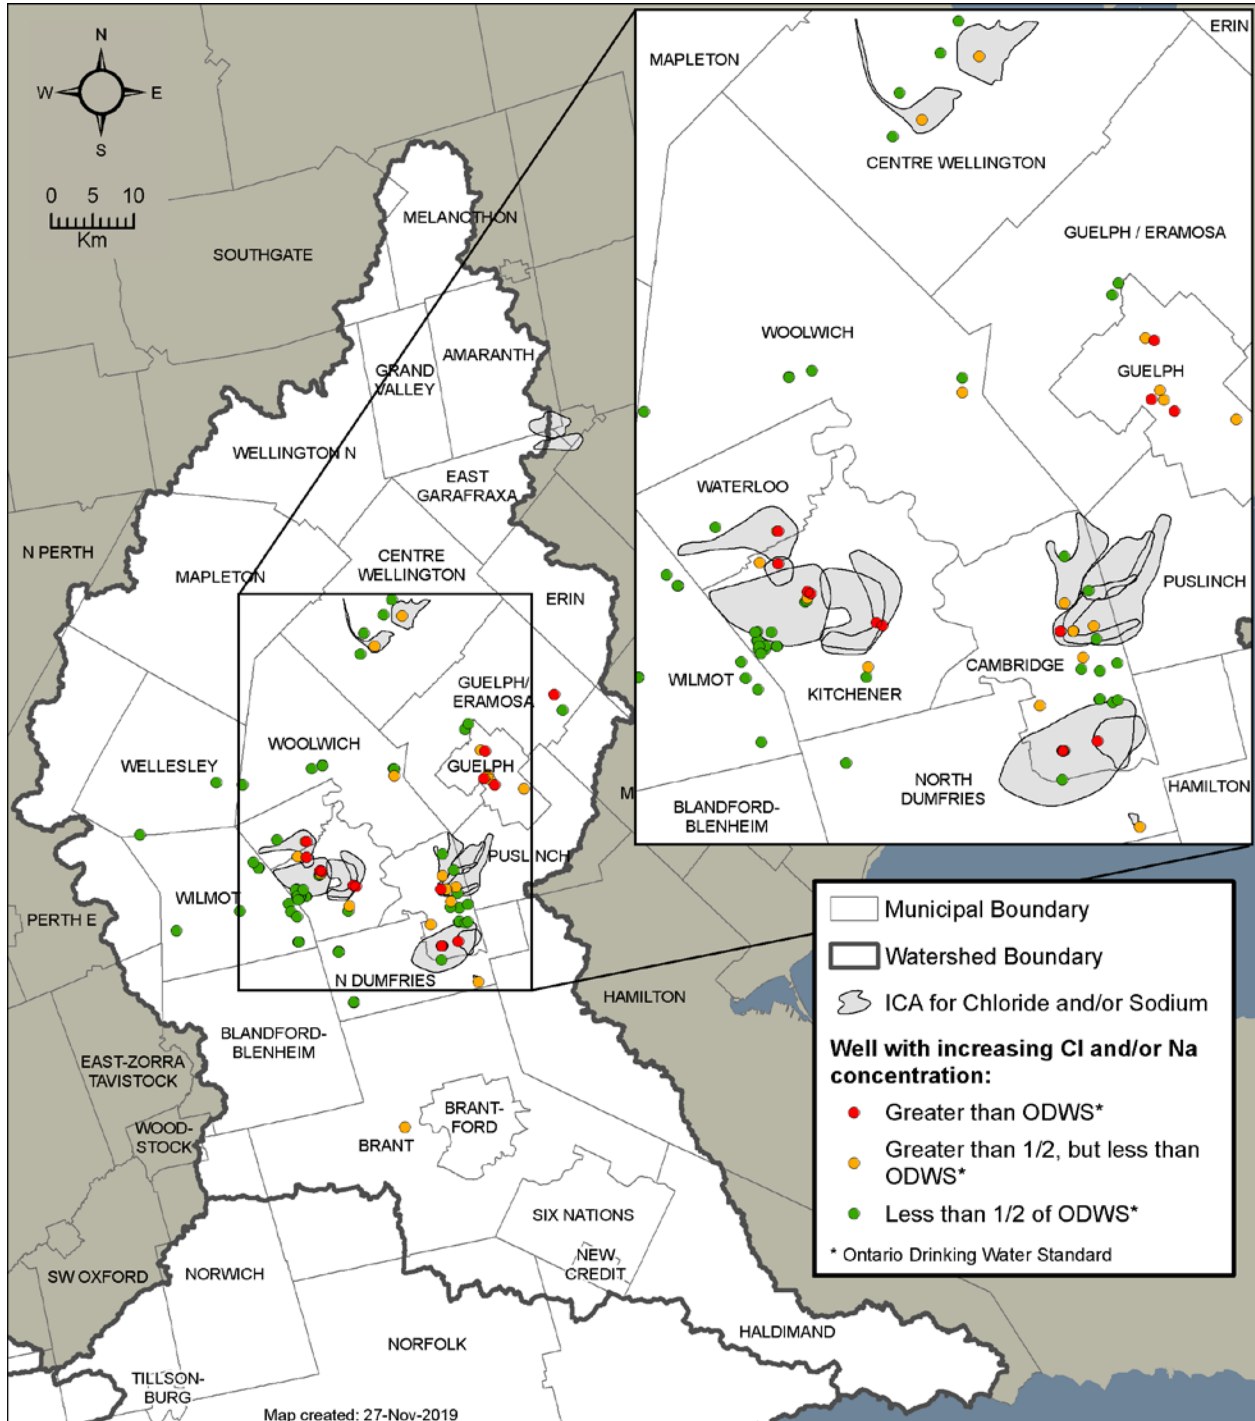 N
W
E
S
0 5 10
Km
MELANCTHON
SOUTHGATE
AMARANTH
GRAND
VALLEY
WELLINGTON N
EAST
GARAFRAXA
N PERTH
MAPLETON
CENTRE
WELLINGTON
ERIN
GUELPH/
ERAMOSA
WOOLWICH
WELLESLEY
GUELPH
M
PUSLINCH
WILMOT
PERTH E
N DUMFRIES
HAMILTON
BLANDFORD-
BLENHEIM
EAST-ZORRA
TAVISTOCK
WOOD-
STOCK
BRANT-
FORD
BRANT
SIX NATIONS
NEW
CREDIT
SW OXFORD
NORWICH
NORFOLK
HALDIMAND
TILLSON-
BURG
Map created: 27-Nov-2019
ERIN
MAPLETON
CENTRE WELLINGTON
GUELPH / ERAMOSA
WOOLWICH
GUELPH
WATERLOO
PUSLINCH
CAMBRIDGE
WILMOT
KITCHENER
NORTH
DUMFRIES
HAMILTON
BLANDFORD-
BLENHEIM
Municipal Boundary
Watershed Boundary
ICA for Chloride and/or Sodium
Well with increasing Cl and/or Na
concentration:
Greater than ODWS*
Greater than 1/2, but less than
ODWS*
Less than 1/2 of ODWS*
* Ontario Drinking Water Standard